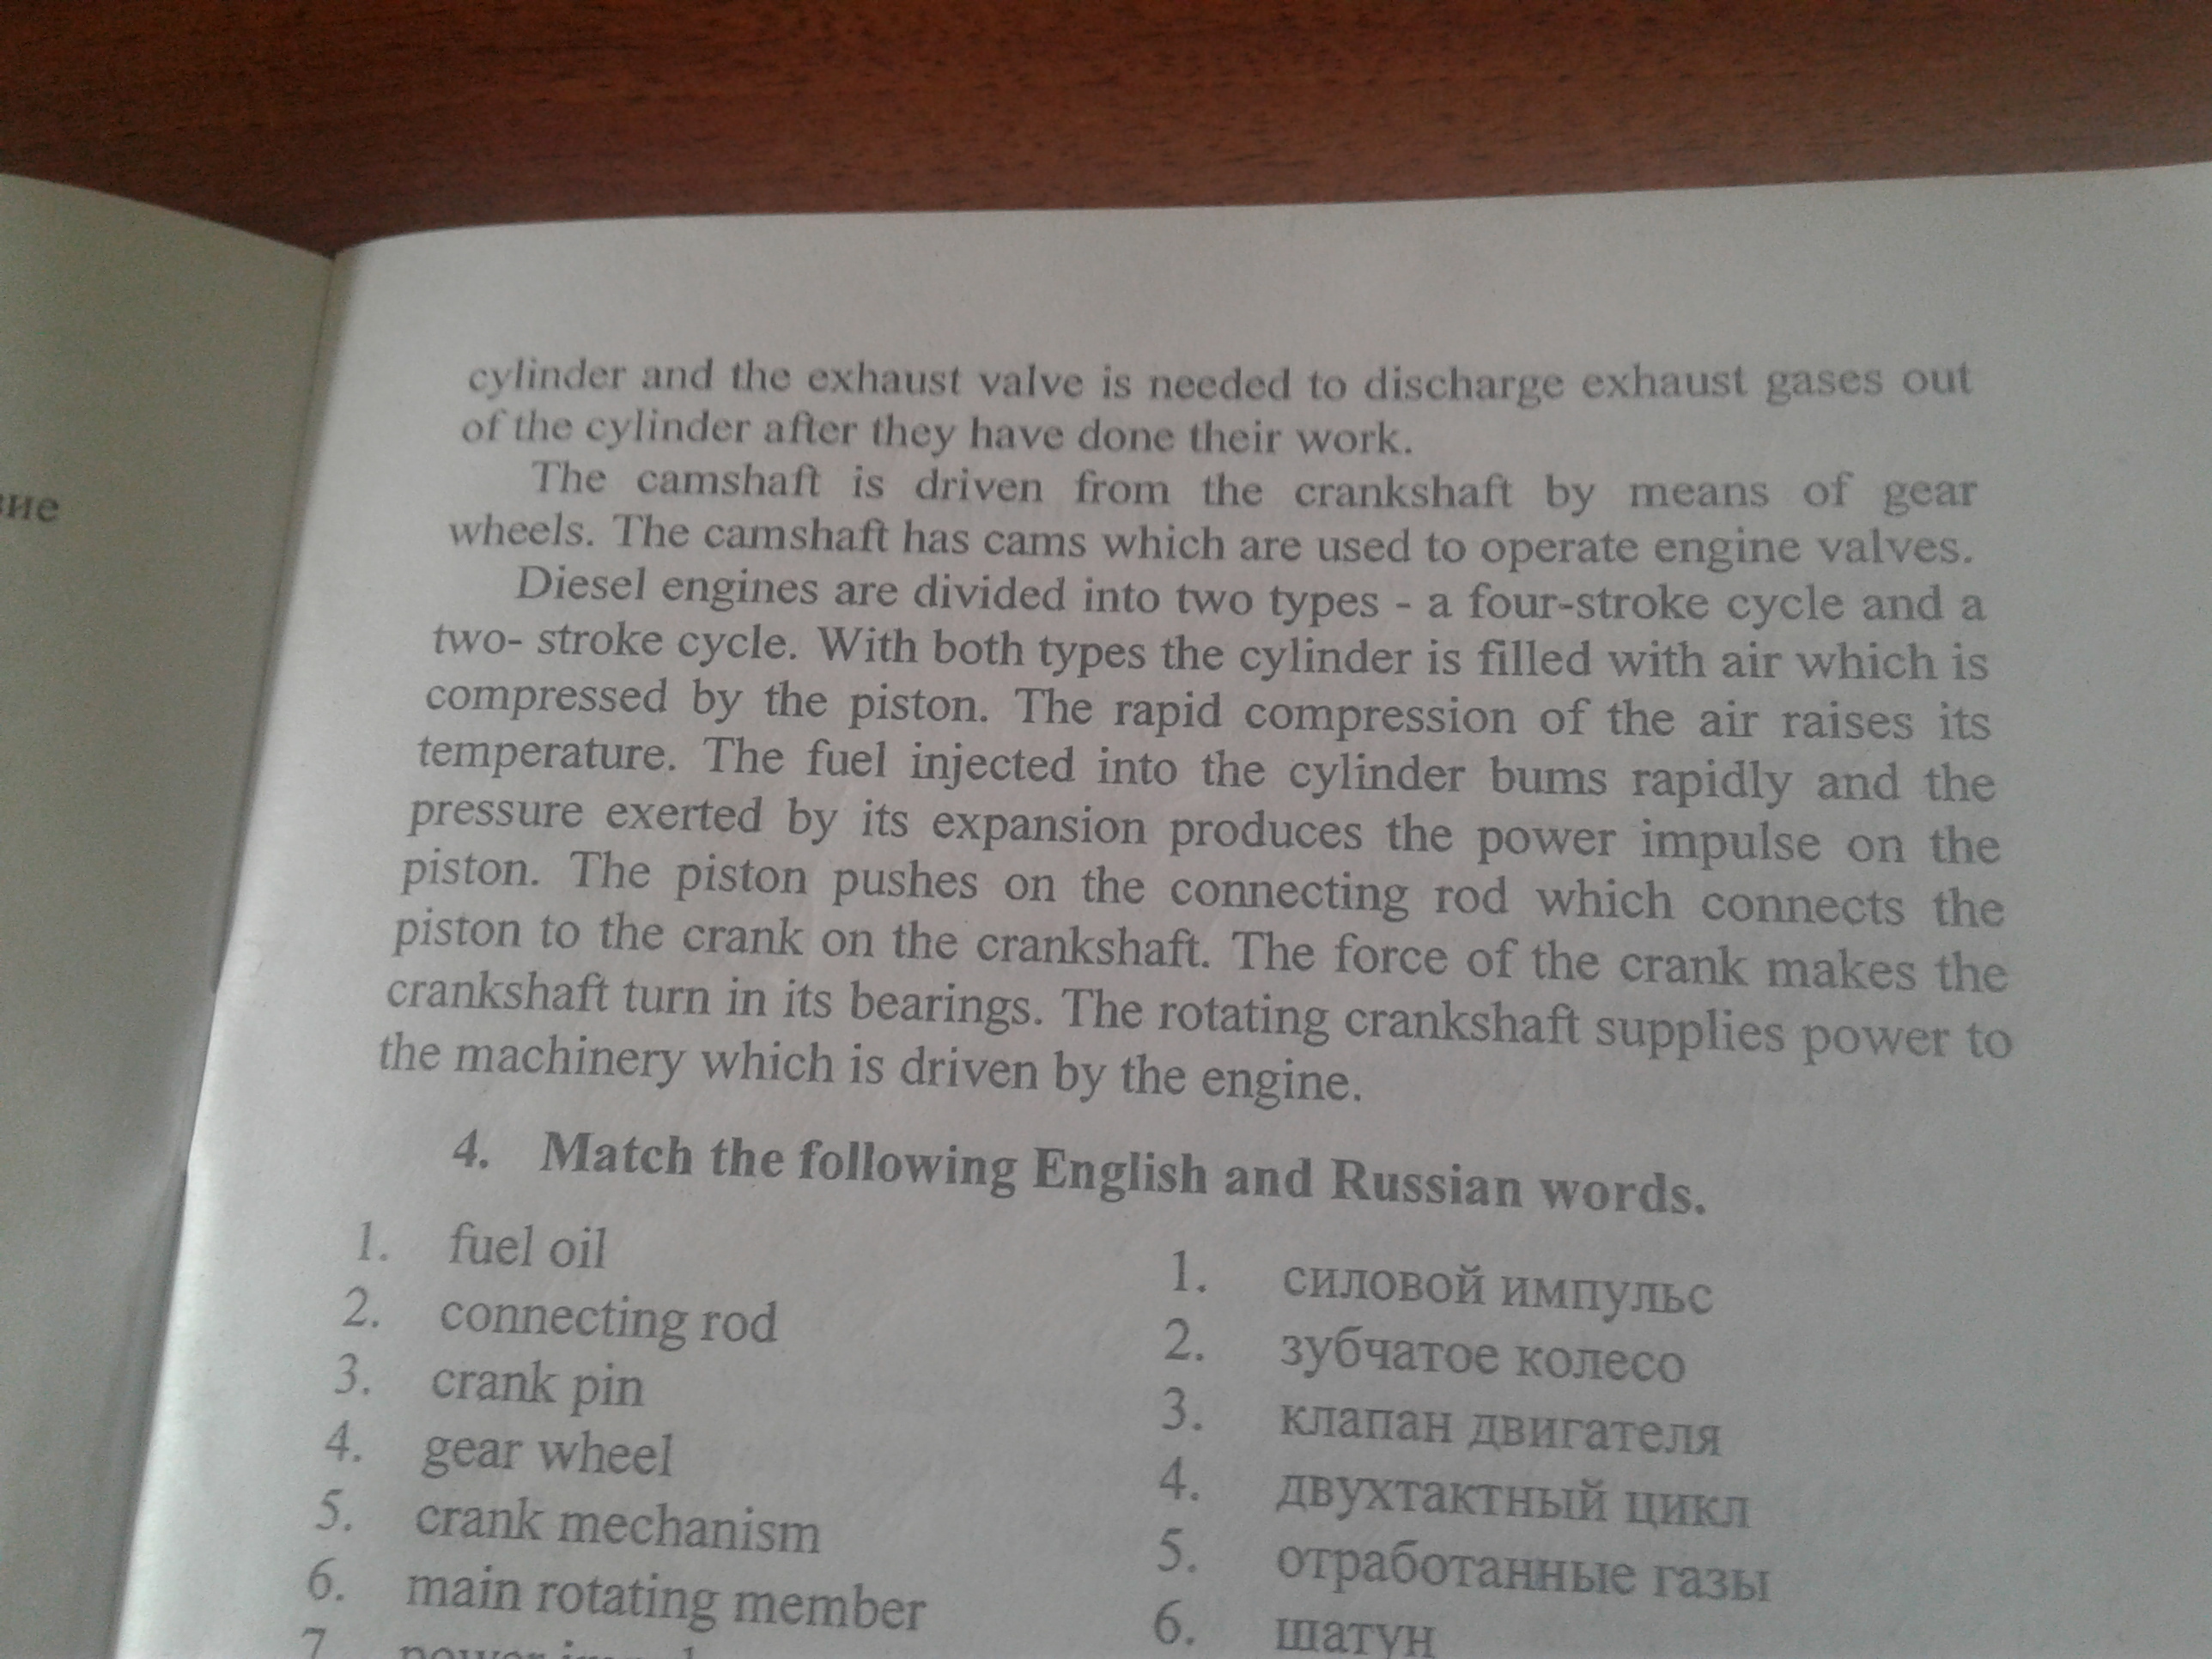 cylinder and the exhaust valve is needed to discharge exhaust gases out
of the cylinder after they have done their work.
The camshaft is driven from the crankshaft by means of gear
wheels. The camshaft has cams which are used to operate engine valves.
Diesel engines are divided into two types - a four-stroke cycle and a
two- stroke cycle. With both types the cylinder is filled with air which is
compressed by the piston. The rapid compression of the air raises its
temperature. The fuel injected into the cylinder bums rapidly and the
pressure exerted by its expansion produces the power impulse on the
piston. The piston pushes on the connecting rod which connects the
piston to the crank on the crankshaft. The force of the crank makes the
crankshaft turn in its bearings. The rotating crankshaft supplies power to
the machinery which is driven by the engine.
4. Match the following English and Russian words.
1. fuel oil
2. connecting rod
3. crank pin
4. gear wheel
5. crank mechanism
6. main rotating member
7. power
1. силовой импульс
2. зубчатое колесо
3. клапан двигателя
4. двухтактный цикл
5. отработанные газы
6. шатун